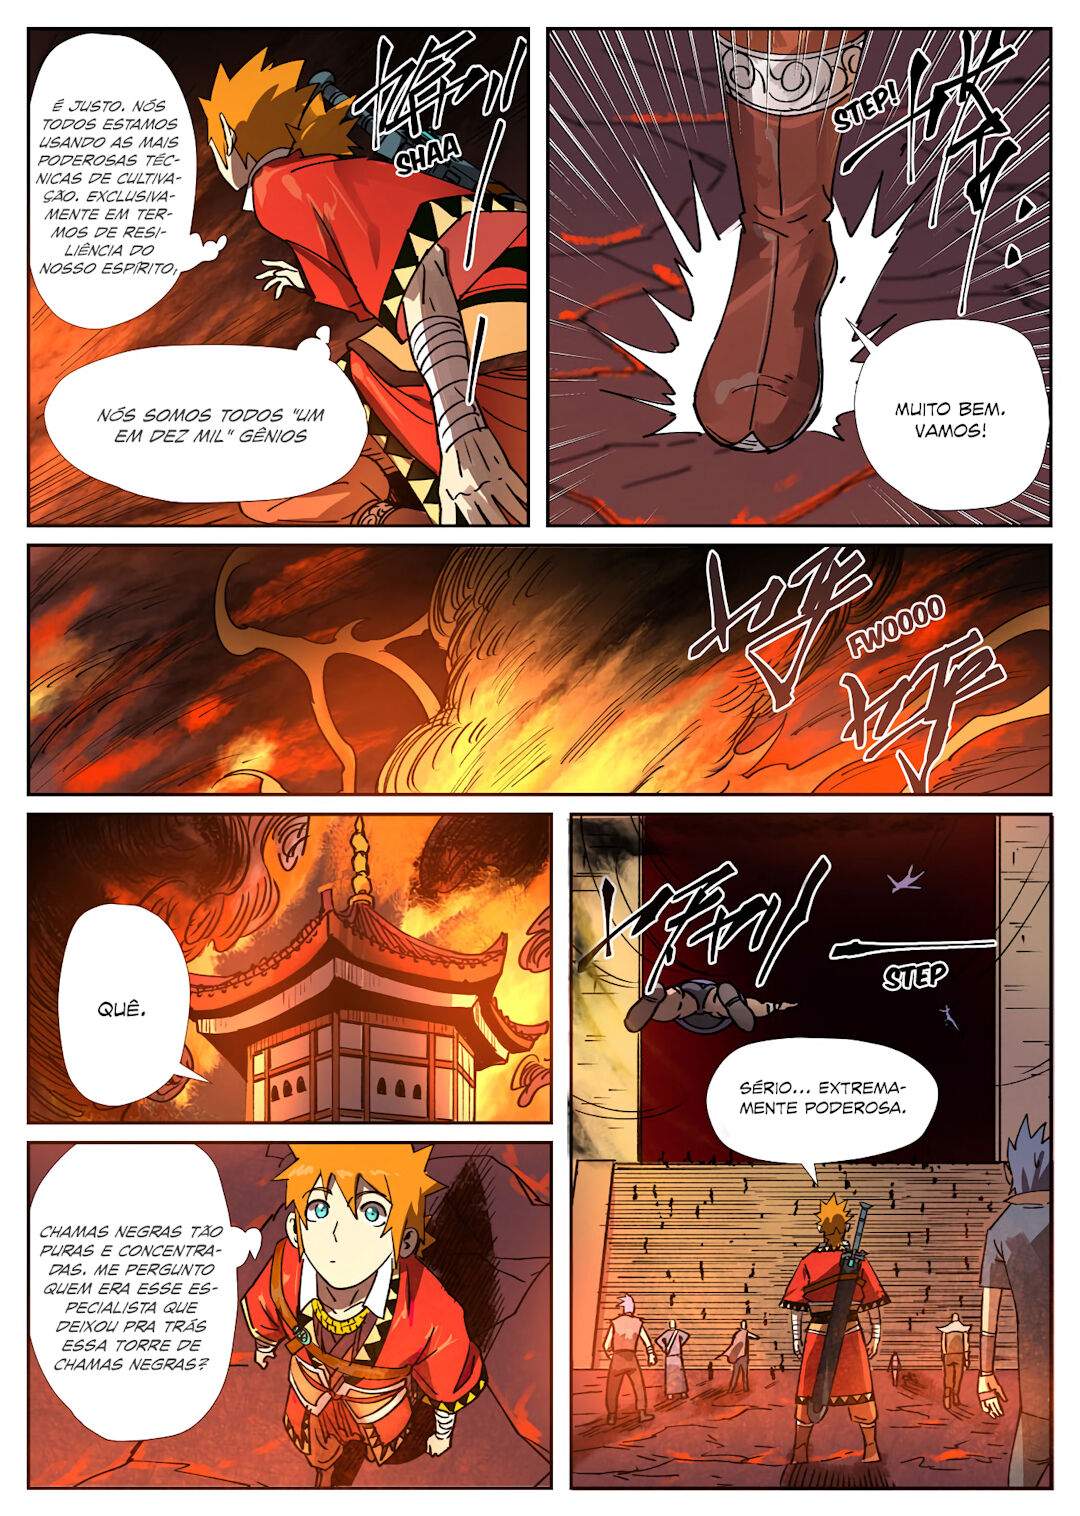 É JUSTO. NÓS
TODOS ESTAMOS
USANDO AS MAIS
PODEROSAS TÉC-
NICAS DE CULTIVA-
ÇÃO. EXCLUSIVA-
MENTE EM TER-
MOS DE RESI-
LIÊNCIA DO
NOSSO ESPÍRITO,
SHAA
NÓS SOMOS TODOS "UM
EM DEZ MIL" GÊNIOS
STEP!
MUITO BEM.
VAMOS!
FWOOOO
QUÊ.
STEP
SÉRIO... EXTREMA-
MENTE PODEROSA.
CHAMAS NEGRAS TÃO
PURAS E CONCENTRA-
DAS. ME PERGUNTO
QUEM ERA ESSE ES-
PECIALISTA QUE
DEIXOU PRA TRÁS
ESSA TORRE DE
CHAMAS NEGRAS?